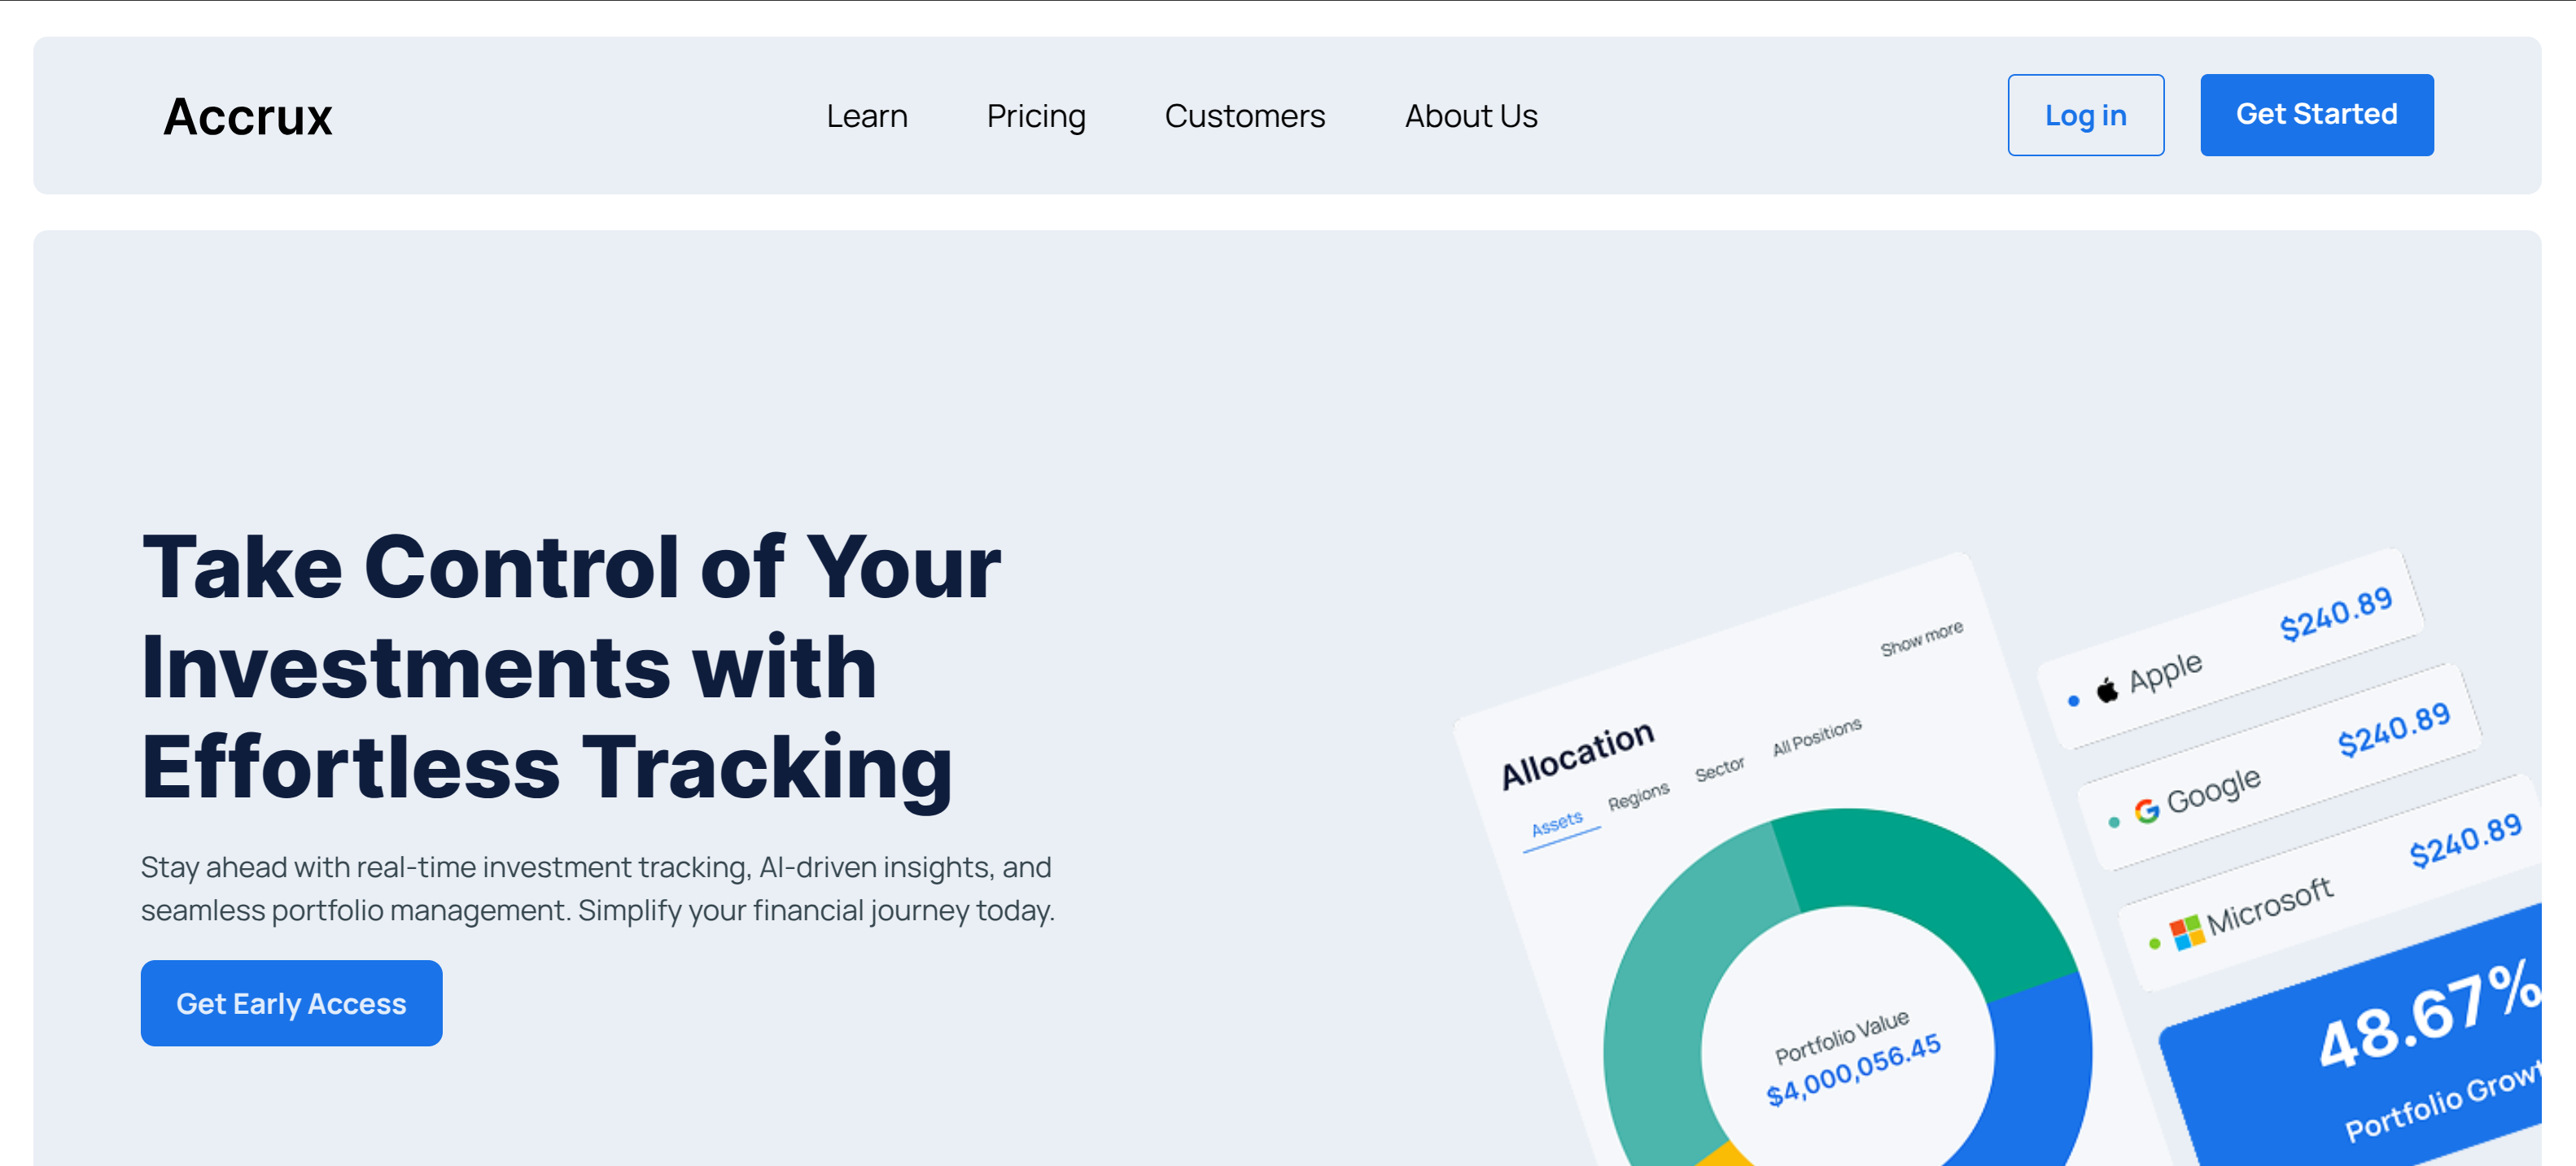 Accrux
Learn
Pricing
Customers
About Us
Log in
Get Started
Take Control of Your
Investments with
Effortless Tracking
Stay ahead with real-time investment tracking, AI-driven insights, and
seamless portfolio management. Simplify your financial journey today.
Get Early Access
Allocation
Show more
Assets
Regions
Sector
All Positions
Portfolio Value
$4,000,056.45
Apple
$240.89
Google
$240.89
Microsoft
$240.89
48.67%
Portfolio Growt